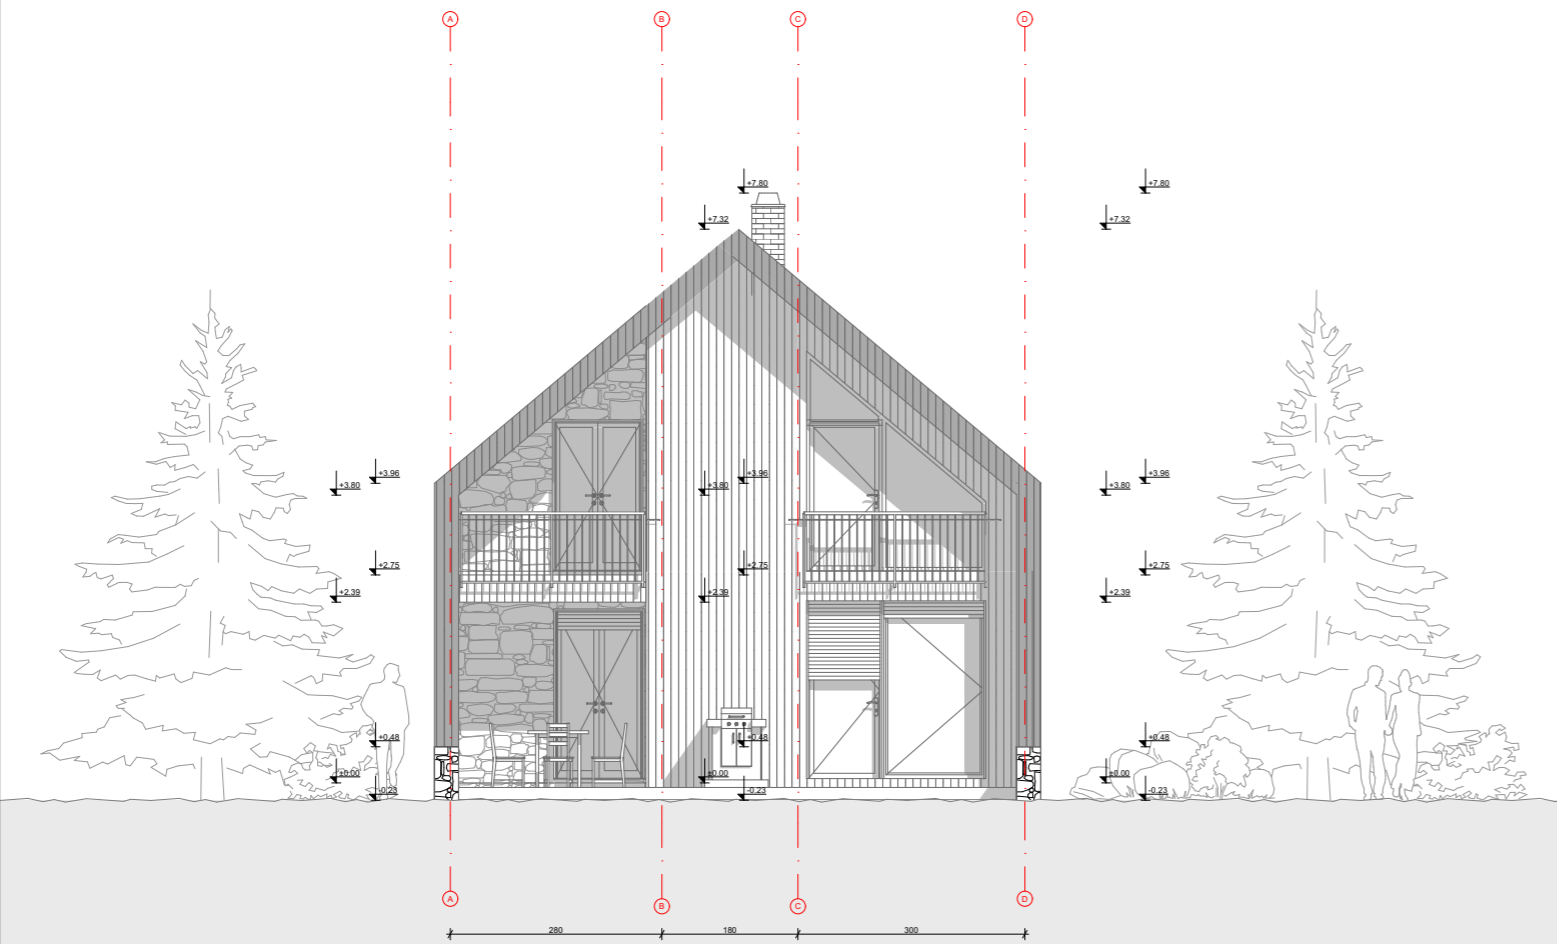 A B C D
+7.80 +7.80
+7.32 +7.32
+3.96 +3.96 +3.96
+3.80 +3.80 +3.80
+2.75 +2.75 +2.75
+2.39 +2.39 +2.39
+0.48 +0.48 +0.48
±0.00 ±0.00 ±0.00
-0.23 -0.23 -0.23
A B C D
280 180 300